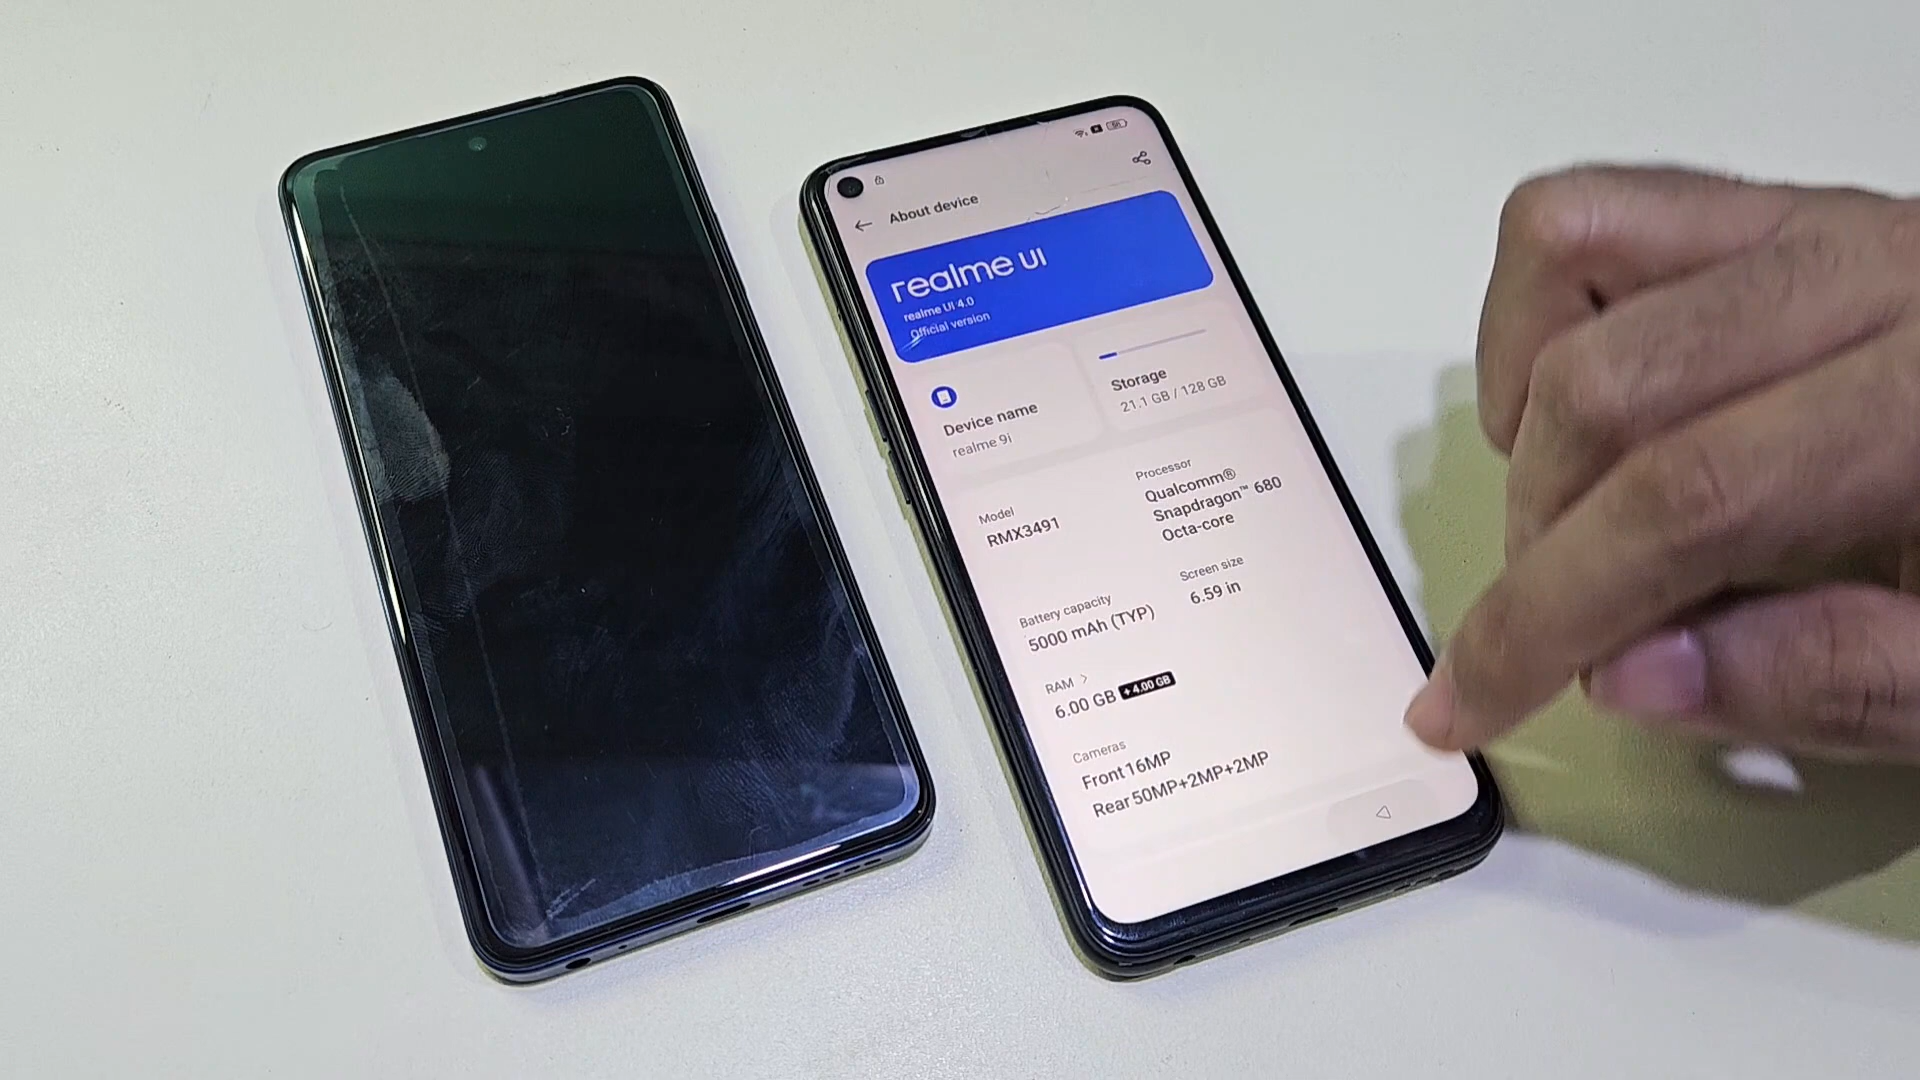 About device
realme UI
realme UI 4.0
Official version
Device name
realme 9i
Storage
21.1 GB / 128 GB
Model
RMX3491
Processor
Qualcomm®
Snapdragon™ 680
Octa-core
Battery capacity
5000 mAh (TYP)
Screen size
6.59 in
RAM >
6.00 GB +4.00 GB
Cameras
Front 16MP
Rear 50MP+2MP+2MP